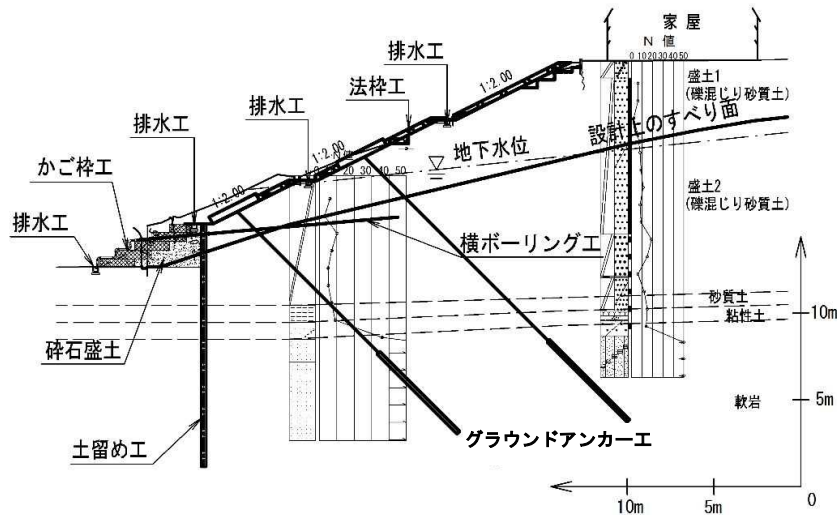 家屋
N 値
0 10 20 30 40 50
盛土1
(礫混じり砂質土)
排水工
1:2.00
法枠工
排水工
設計上のすべり面
排水工
1:2.00
地下水位
かご枠工
20 30 40 50
盛土2
(礫混じり砂質土)
1:2.00
排水工
横ボーリング工
砂質土
10m
粘性土
砕石盛土
軟岩
5m
土留め工
グラウンドアンカー工
10m
5m
0